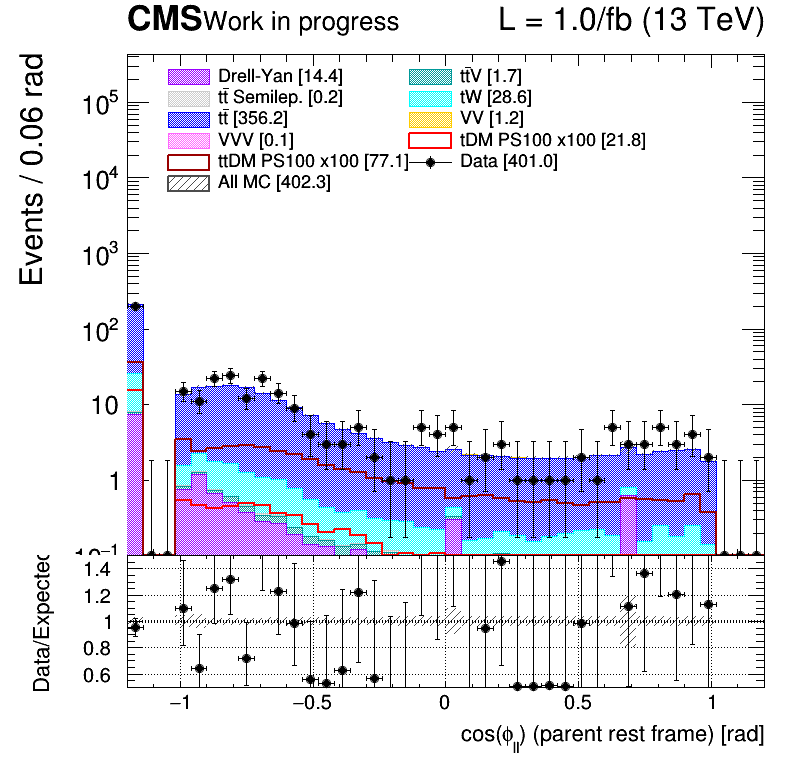 CMS Work in progress L = 1.0/fb (13 TeV)
Events / 0.06 rad
Drell-Yan [14.4] tt̄V [1.7]
tt̄ Semilep. [0.2] tW [28.6]
tt̄ [356.2] VV [1.2]
VVV [0.1] tDM PS100 x100 [21.8]
ttDM PS100 x100 [77.1] Data [401.0]
All MC [402.3]
10⁵
10⁴
10³
10²
10
1
10⁻¹
Data/Expected
1.4
1.2
1
0.8
0.6
−1 −0.5 0 0.5 1
cos(ϕ_ll) (parent rest frame) [rad]